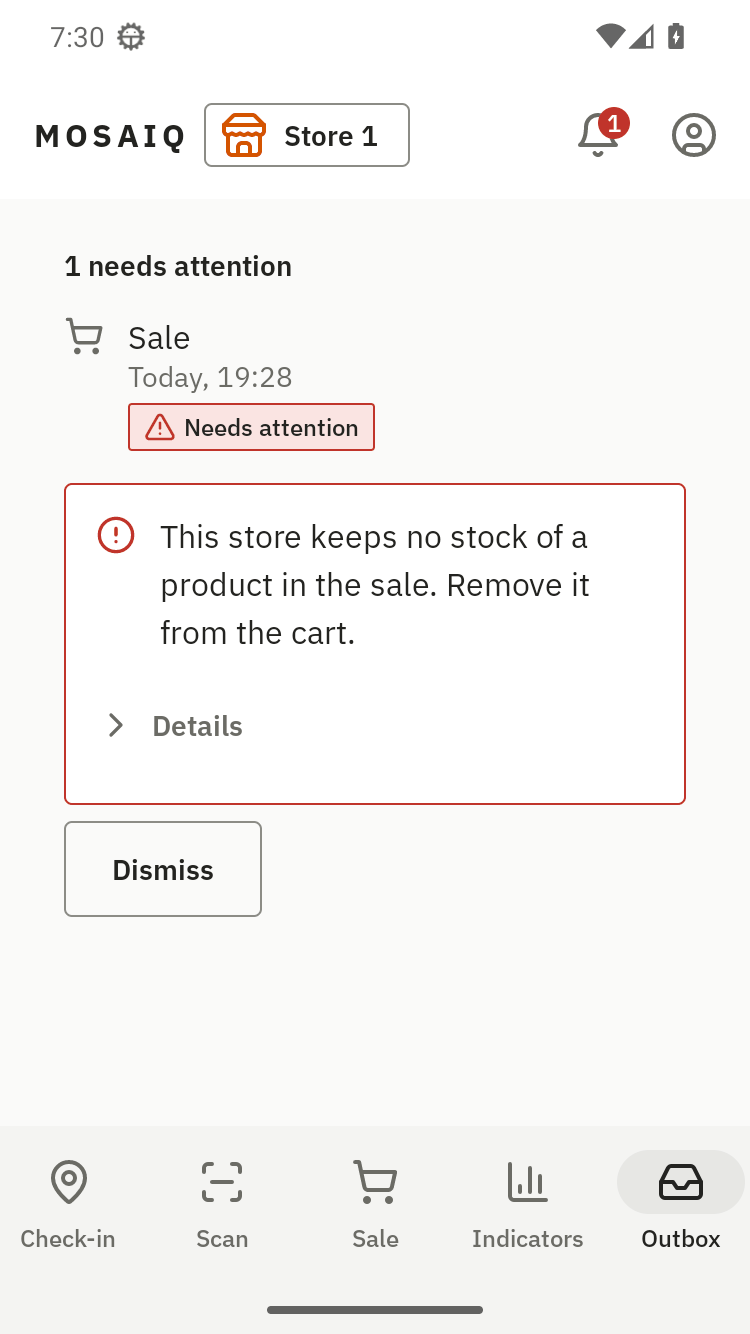 7:30
MOSAIQ
Store 1
1
1 needs attention
Sale
Today, 19:28
Needs attention
This store keeps no stock of a
product in the sale. Remove it
from the cart.
Details
Dismiss
Check-in
Scan
Sale
Indicators
Outbox